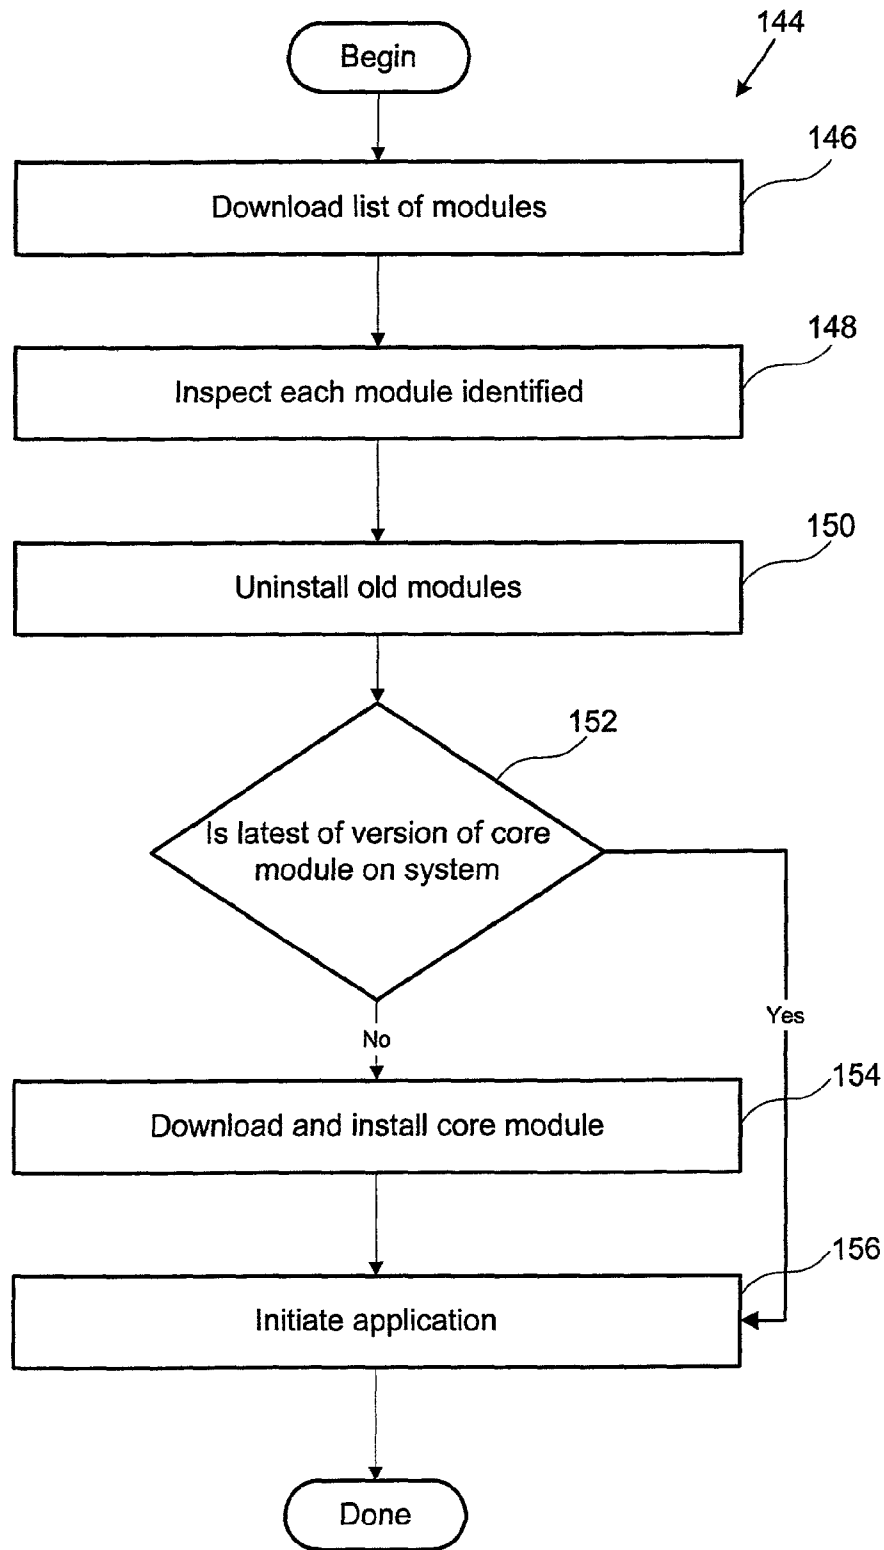 Begin
144
146
Download list of modules
148
Inspect each module identified
150
Uninstall old modules
152
Is latest of version of core
module on system
Yes
No
154
Download and install core module
156
Initiate application
Done